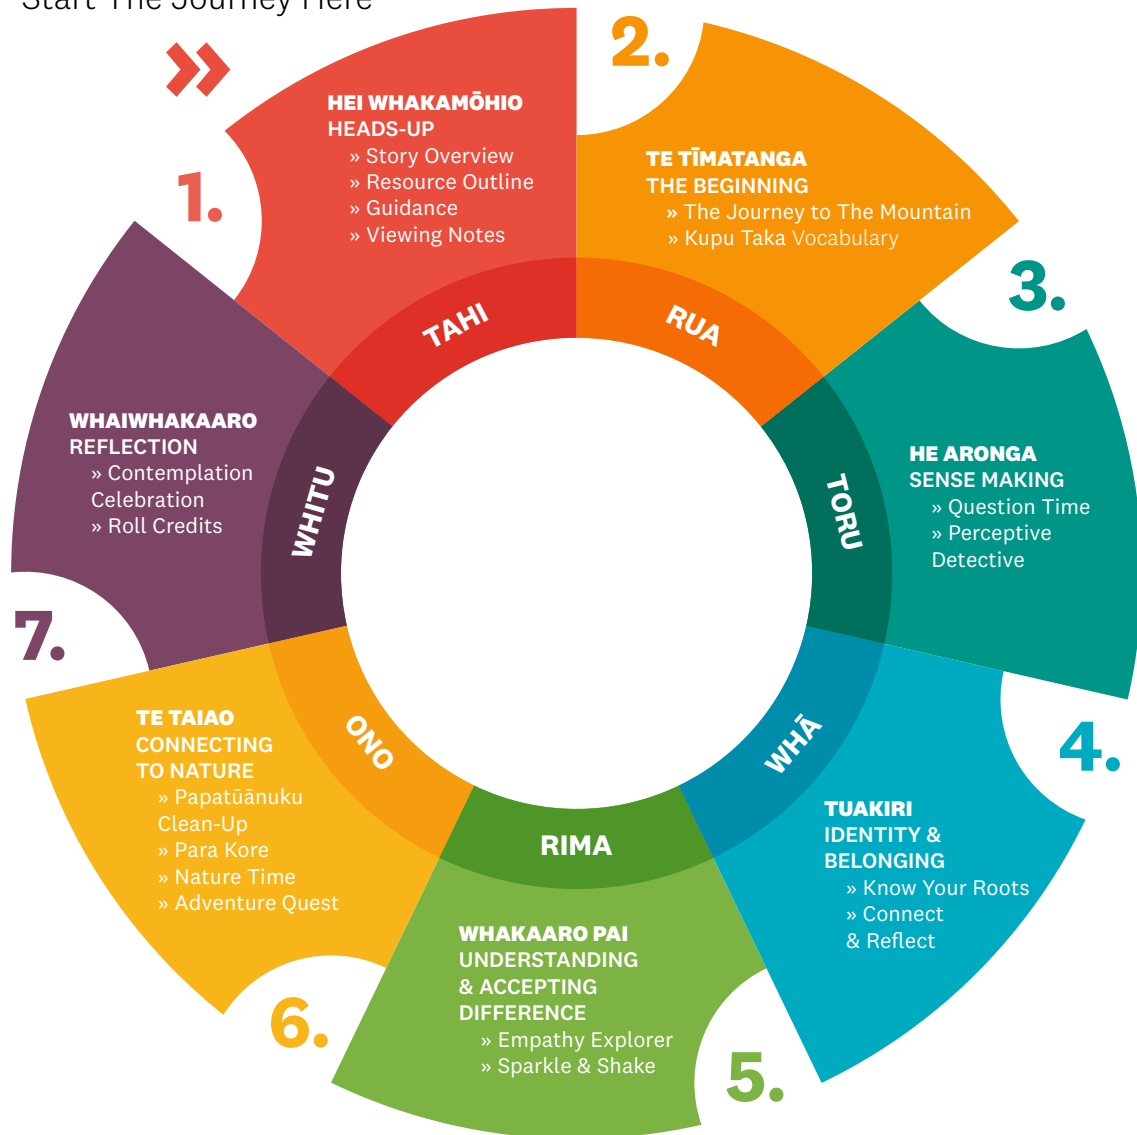 Start The Journey Here
1.
HEI WHAKAMŌHIO
HEADS-UP
» Story Overview
» Resource Outline
» Guidance
» Viewing Notes
TAHI
2.
TE TĪMATANGA
THE BEGINNING
» The Journey to The Mountain
» Kupu Taka Vocabulary
RUA
3.
HE ARONGA
SENSE MAKING
» Question Time
» Perceptive
Detective
TORU
4.
TUAKIRI
IDENTITY &
BELONGING
» Know Your Roots
» Connect
& Reflect
WHĀ
5.
WHAKAARO PAI
UNDERSTANDING
& ACCEPTING
DIFFERENCE
» Empathy Explorer
» Sparkle & Shake
RIMA
6.
TE TAIAO
CONNECTING
TO NATURE
» Papatūānuku
Clean-Up
» Para Kore
» Nature Time
» Adventure Quest
ONO
7.
WHAIWHAKAARO
REFLECTION
» Contemplation
Celebration
» Roll Credits
WHITU